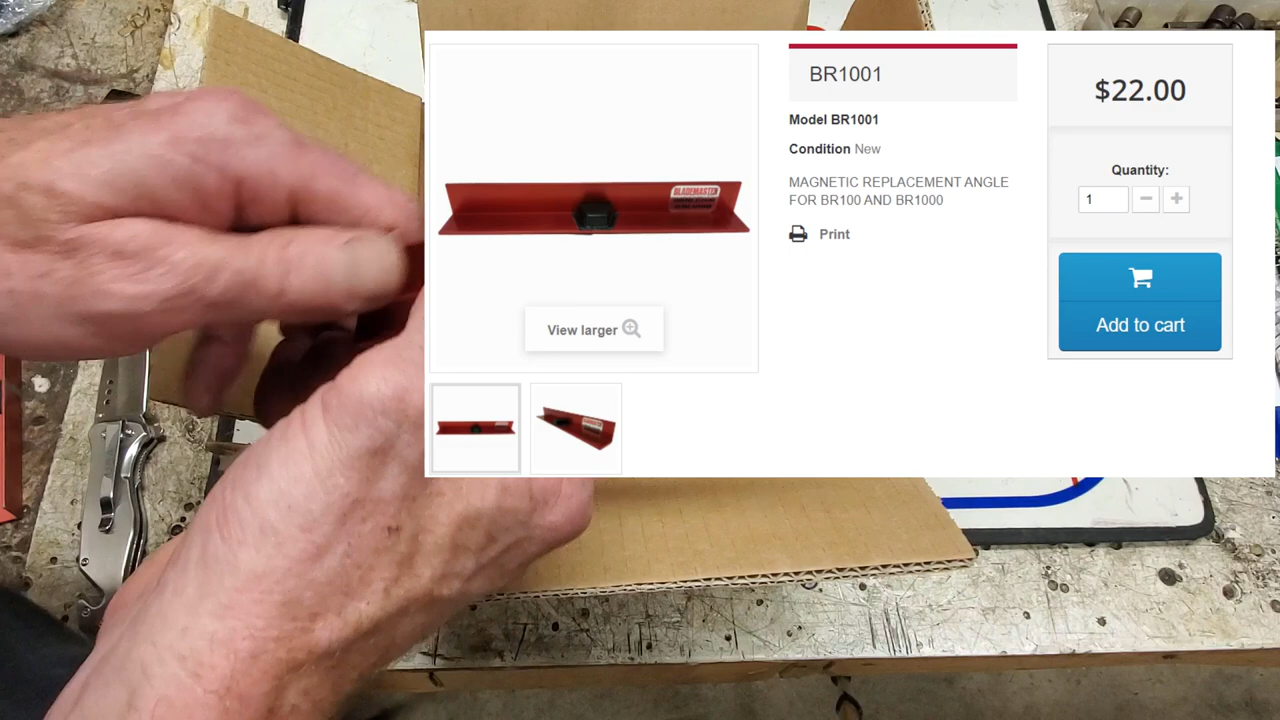 BR1001
Model BR1001
Condition New
MAGNETIC REPLACEMENT ANGLE
FOR BR100 AND BR1000
Print
$22.00
Quantity:
1
Add to cart
BLADEMASTER
View larger